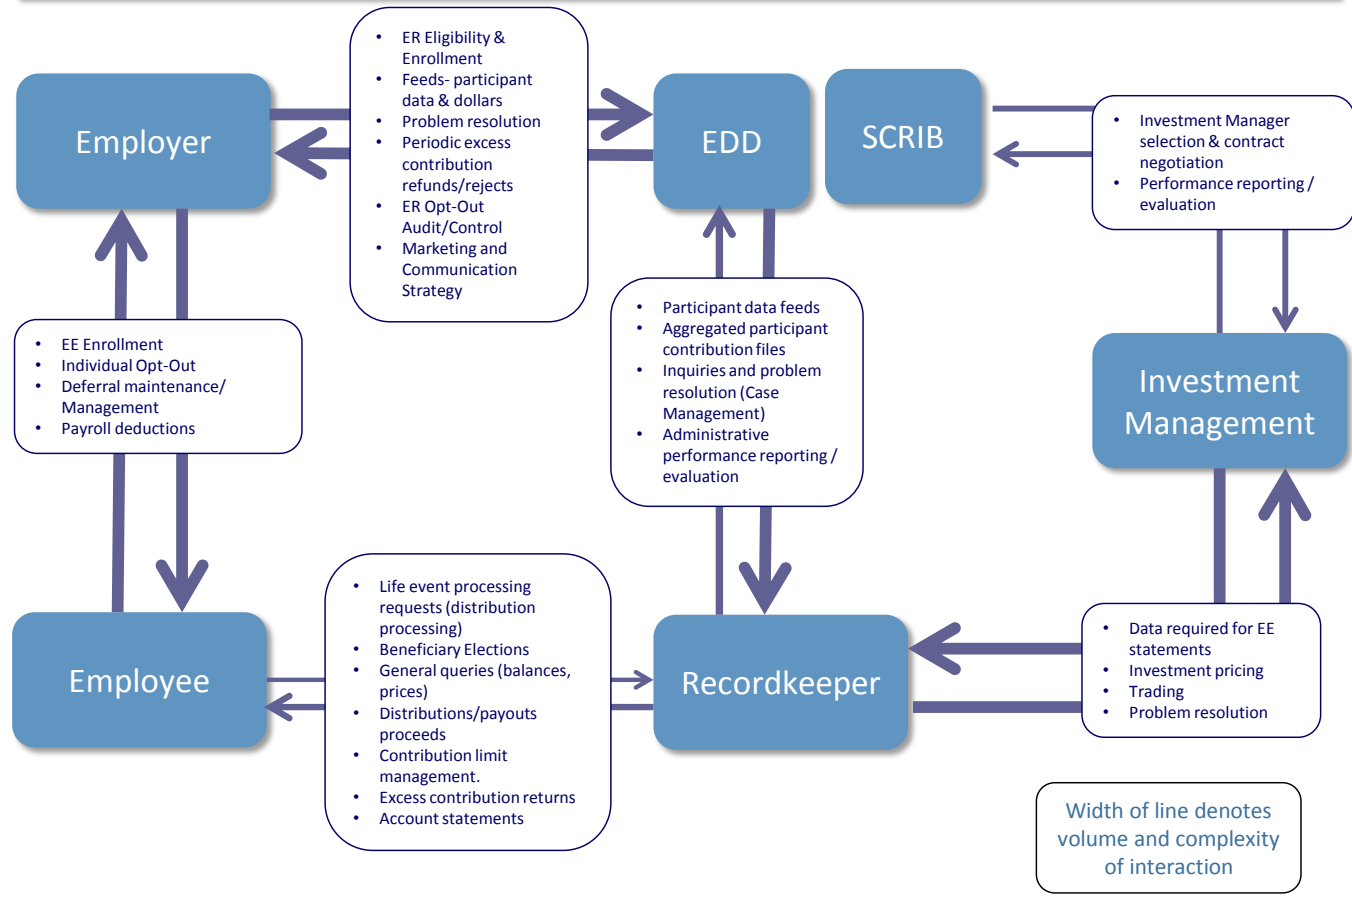 • ER Eligibility &
Enrollment
• Feeds- participant
data & dollars
• Problem resolution
• Periodic excess
contribution
refunds/rejects
• ER Opt-Out
Audit/Control
• Marketing and
Communication
Strategy
Employer
EDD
SCRIB
• Investment Manager
selection & contract
negotiation
• Performance reporting /
evaluation
• EE Enrollment
• Individual Opt-Out
• Deferral maintenance/
Management
• Payroll deductions
• Participant data feeds
• Aggregated participant
contribution files
• Inquiries and problem
resolution (Case
Management)
• Administrative
performance reporting /
evaluation
Investment
Management
Employee
• Life event processing
requests (distribution
processing)
• Beneficiary Elections
• General queries (balances,
prices)
• Distributions/payouts
proceeds
• Contribution limit
management.
• Excess contribution returns
• Account statements
Recordkeeper
• Data required for EE
statements
• Investment pricing
• Trading
• Problem resolution
Width of line denotes
volume and complexity
of interaction